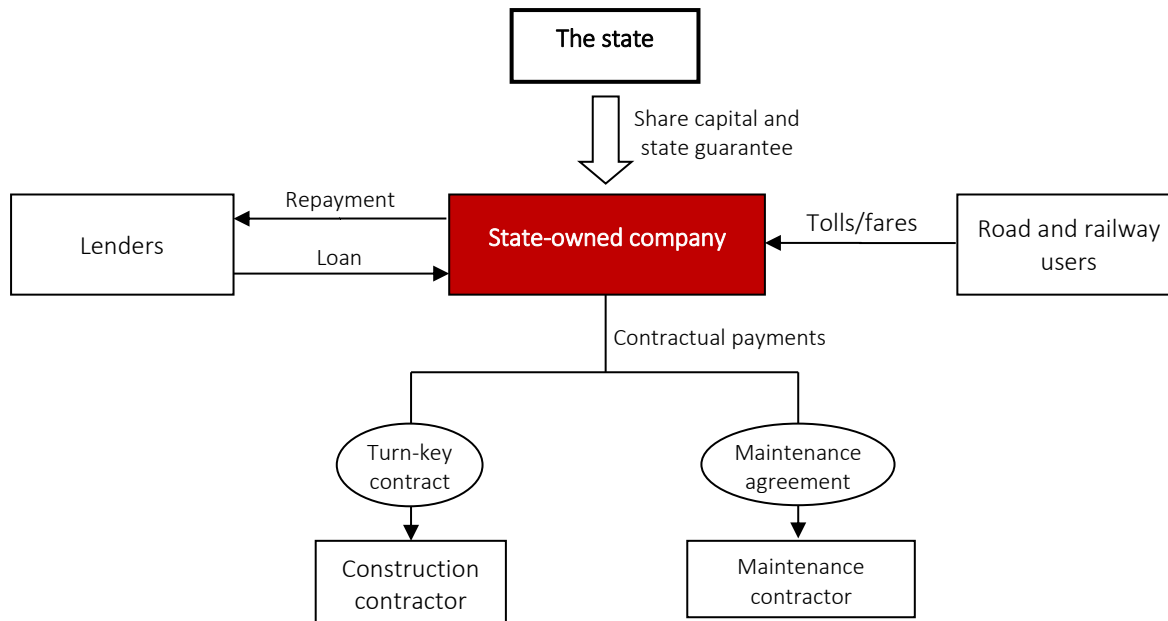 The state
Share capital and
state guarantee
Repayment
Lenders
Loan
State-owned company
Tolls/fares
Road and railway
users
Contractual payments
Turn-key
contract
Maintenance
agreement
Construction
contractor
Maintenance
contractor